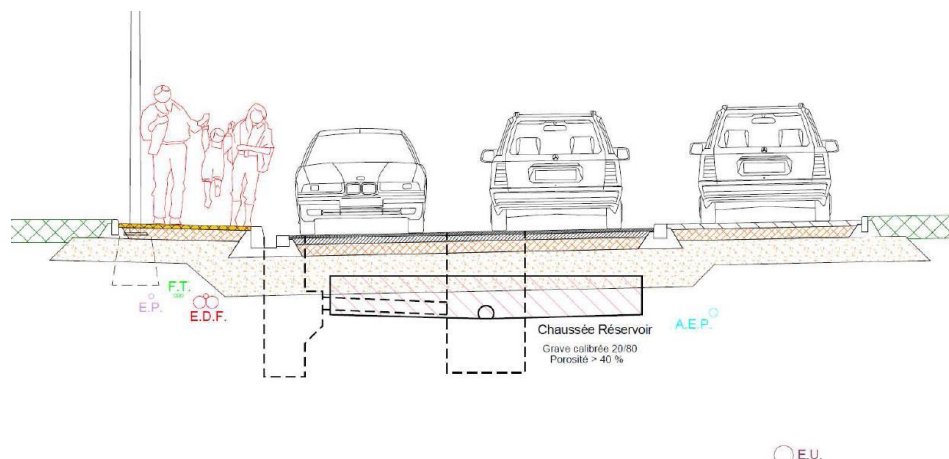 F.T.
E.P.
E.D.F.
Chaussée Réservoir
Grave calibrée 20/80
Porosité > 40 %
A.E.P.
E.U.